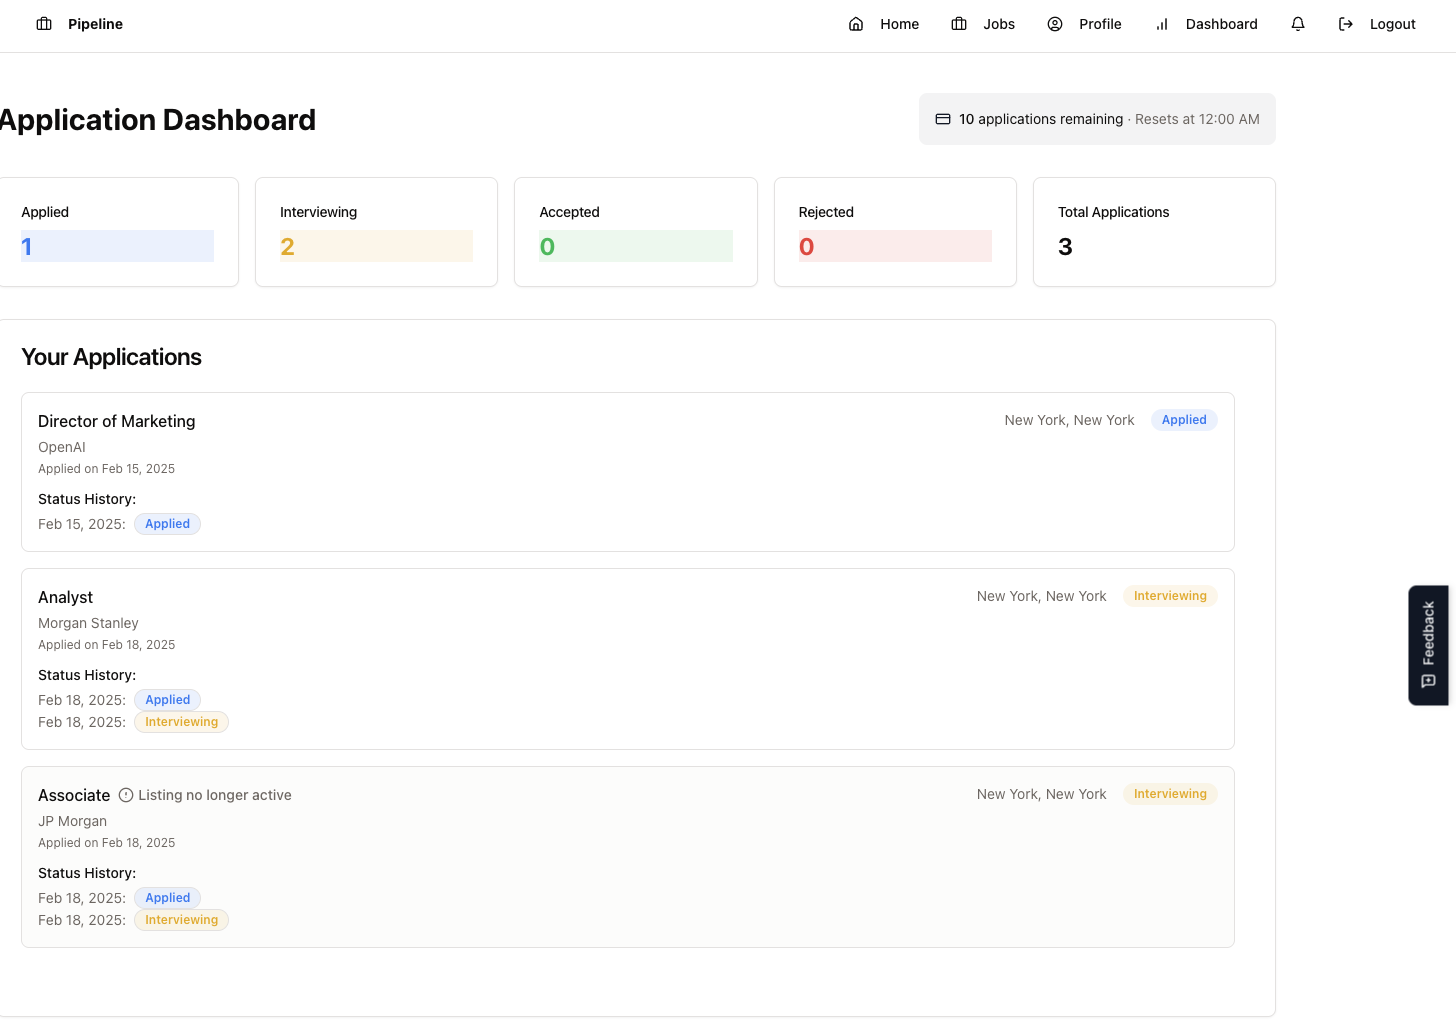 Pipeline
Home Jobs Profile Dashboard Logout
Application Dashboard
10 applications remaining · Resets at 12:00 AM
Applied
1
Interviewing
2
Accepted
0
Rejected
0
Total Applications
3
Your Applications
Director of Marketing
New York, New York Applied
OpenAI
Applied on Feb 15, 2025
Status History:
Feb 15, 2025: Applied
Analyst
New York, New York Interviewing
Morgan Stanley
Applied on Feb 18, 2025
Status History:
Feb 18, 2025: Applied
Feb 18, 2025: Interviewing
Associate Listing no longer active
New York, New York Interviewing
JP Morgan
Applied on Feb 18, 2025
Status History:
Feb 18, 2025: Applied
Feb 18, 2025: Interviewing
Feedback